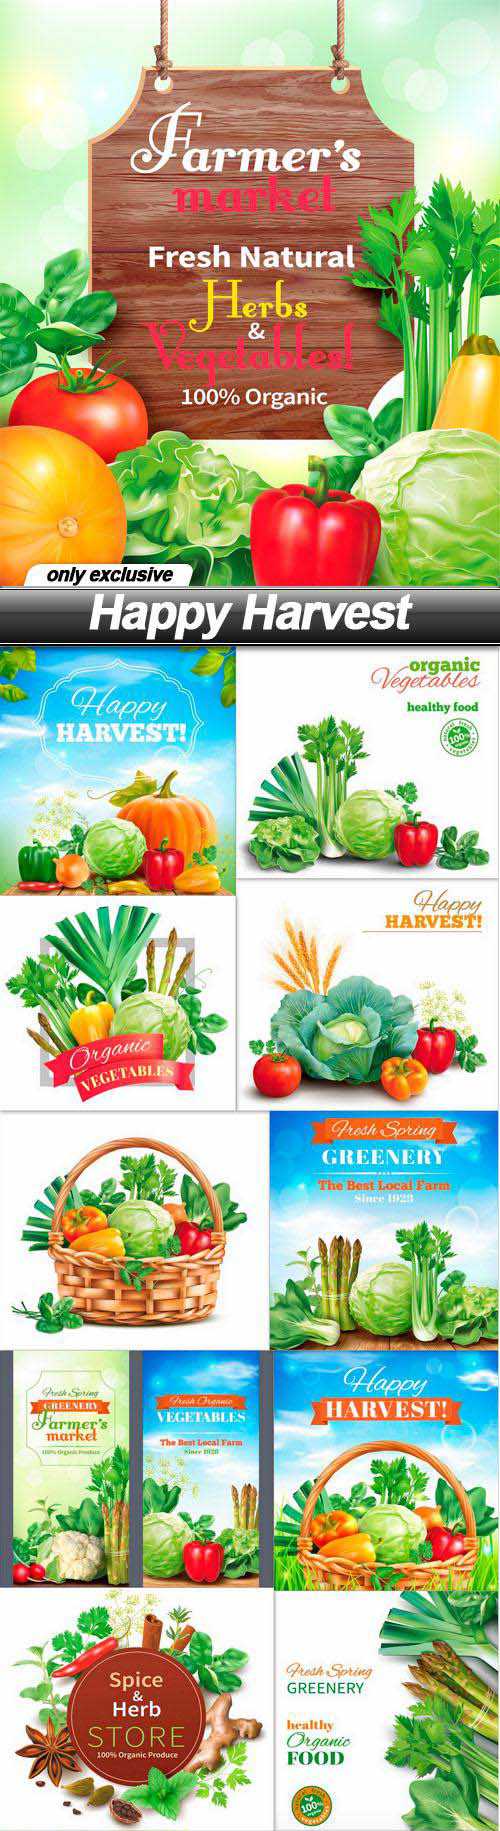 Farmer's
market
Fresh Natural
Herbs
&
Vegetables!
100% Organic
only exclusive
Happy Harvest
Happy
HARVEST!
organic
Vegetables
healthy food
100%
Organic
VEGETABLES
Happy
HARVEST!
Fresh Spring
GREENERY
The Best Local Farm
Since 1923
Fresh Spring
GREENERY
Farmer's
market
100% Organic Produce
Fresh Organic
VEGETABLES
The Best Local Farm
Since 1928
Happy
HARVEST!
Spice
&
Herb
STORE
100% Organic Produce
Fresh Spring
GREENERY
healthy
Organic
FOOD
100%